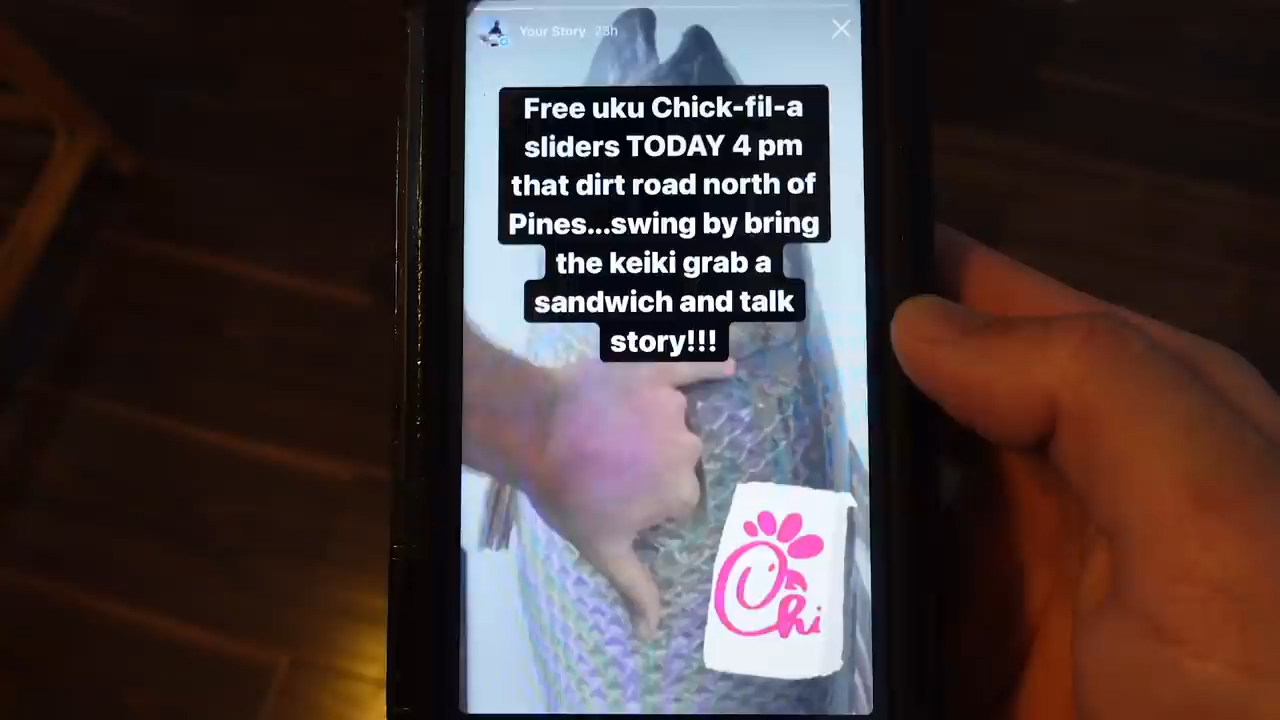 Your Story 23h
Free uku Chick-fil-a
sliders TODAY 4 pm
that dirt road north of
Pines...swing by bring
the keiki grab a
sandwich and talk
story!!!
Chi